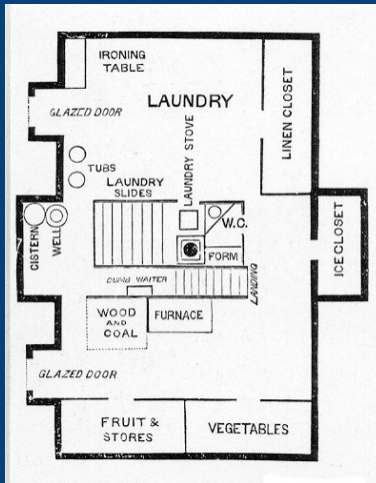 IRONING
TABLE
LAUNDRY
GLAZED DOOR
LINEN CLOSET
LAUNDRY STOVE
TUBS
LAUNDRY
SLIDES
W.C.
CISTERN
WELL
ICE CLOSET
FORM
DUMB WAITER
LANDING
WOOD
AND
COAL
FURNACE
GLAZED DOOR
FRUIT &
STORES
VEGETABLES